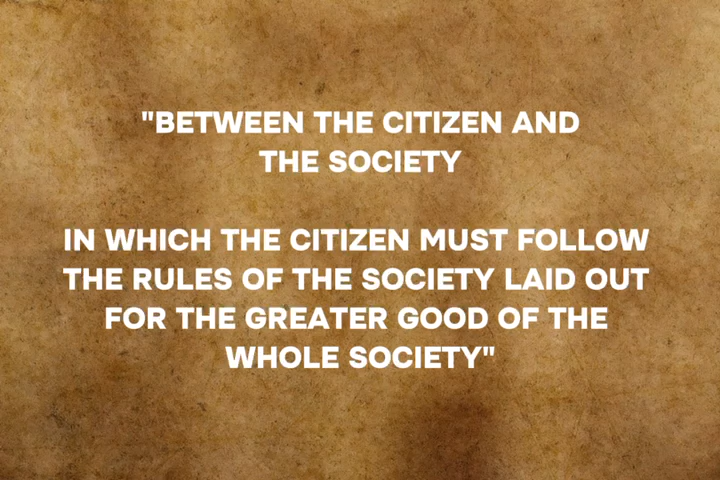 "BETWEEN THE CITIZEN AND
THE SOCIETY
IN WHICH THE CITIZEN MUST FOLLOW
THE RULES OF THE SOCIETY LAID OUT
FOR THE GREATER GOOD OF THE
WHOLE SOCIETY"